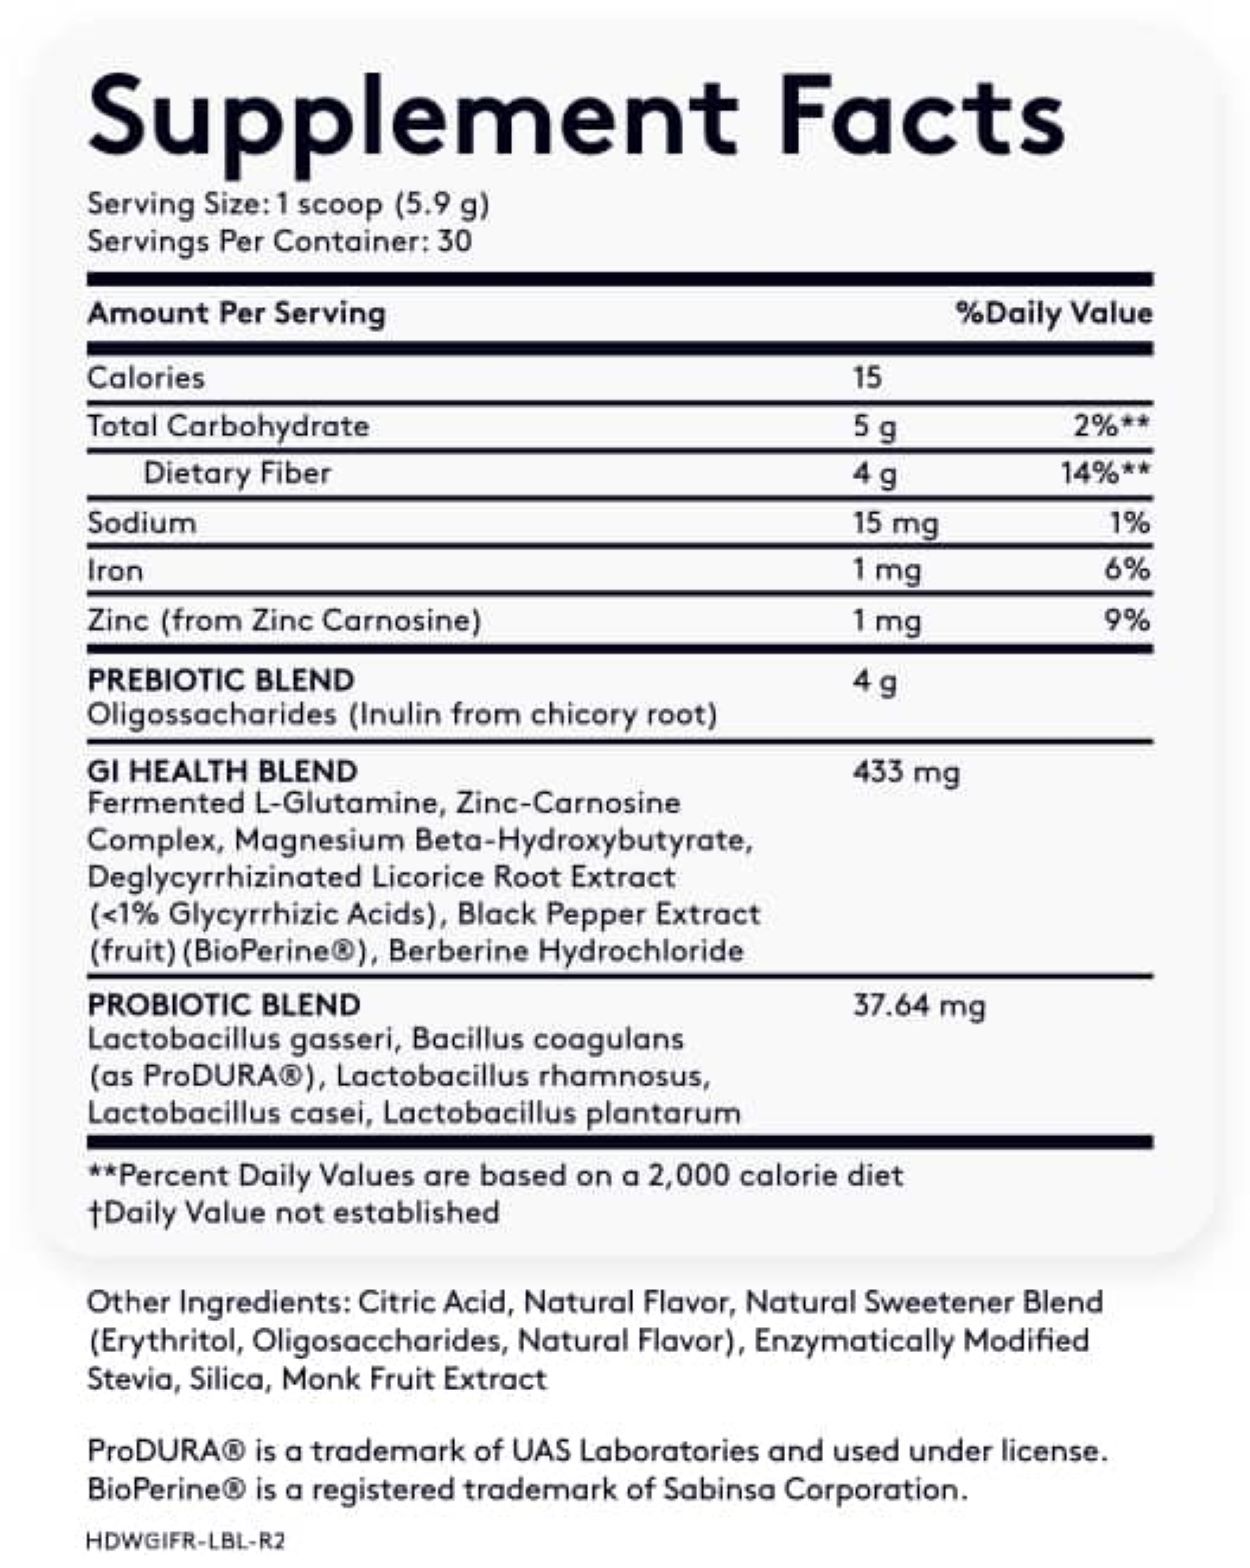 Supplement Facts
Serving Size: 1 scoop (5.9 g)
Servings Per Container: 30
Amount Per Serving %Daily Value
Calories 15
Total Carbohydrate 5 g 2%**
Dietary Fiber 4 g 14%**
Sodium 15 mg 1%
Iron 1 mg 6%
Zinc (from Zinc Carnosine) 1 mg 9%
PREBIOTIC BLEND 4 g
Oligossacharides (Inulin from chicory root)
GI HEALTH BLEND 433 mg
Fermented L-Glutamine, Zinc-Carnosine
Complex, Magnesium Beta-Hydroxybutyrate,
Deglycyrrhizinated Licorice Root Extract
(<1% Glycyrrhizic Acids), Black Pepper Extract
(fruit) (BioPerine®), Berberine Hydrochloride
PROBIOTIC BLEND 37.64 mg
Lactobacillus gasseri, Bacillus coagulans
(as ProDURA®), Lactobacillus rhamnosus,
Lactobacillus casei, Lactobacillus plantarum
**Percent Daily Values are based on a 2,000 calorie diet
†Daily Value not established
Other Ingredients: Citric Acid, Natural Flavor, Natural Sweetener Blend
(Erythritol, Oligosaccharides, Natural Flavor), Enzymatically Modified
Stevia, Silica, Monk Fruit Extract
ProDURA® is a trademark of UAS Laboratories and used under license.
BioPerine® is a registered trademark of Sabinsa Corporation.
HDWGIFR-LBL-R2